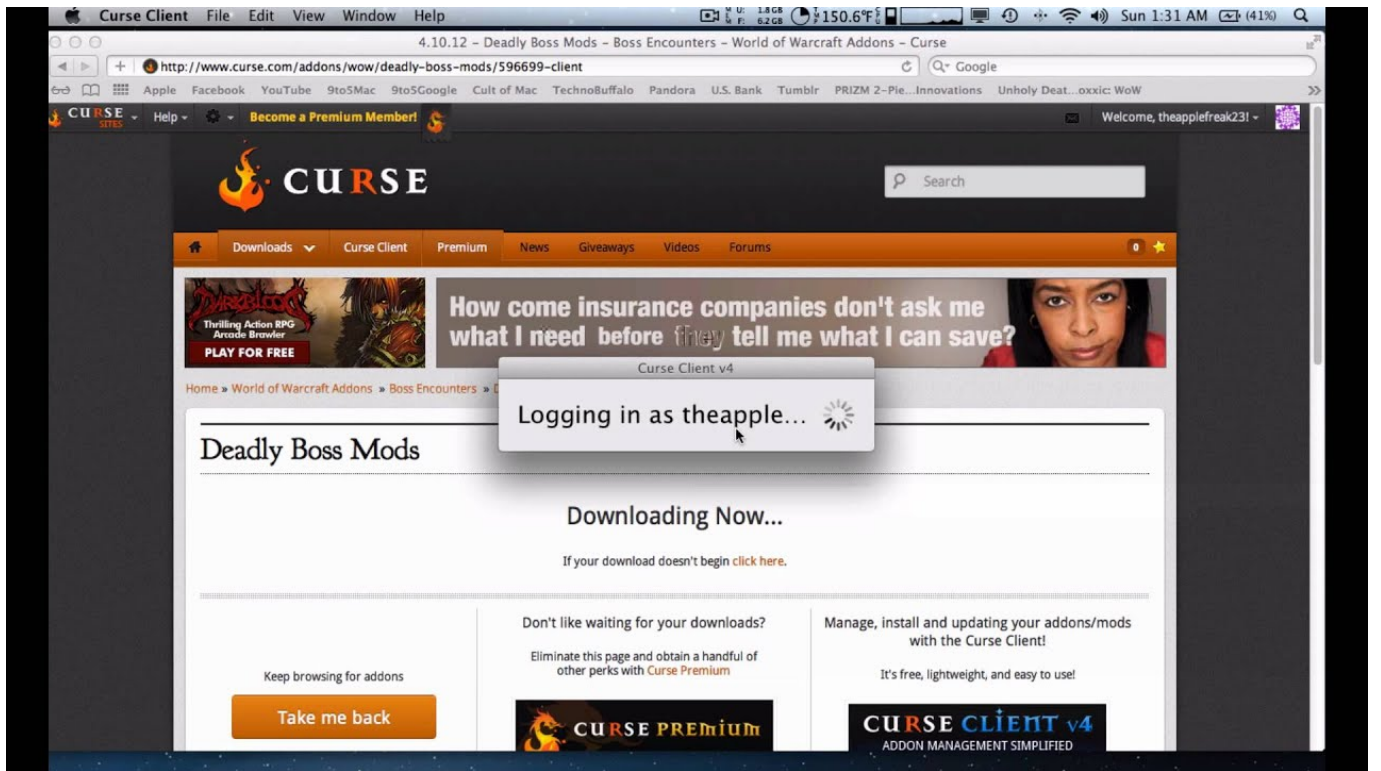 Curse Client File Edit View Window Help
U: 1.8GB
F: 6.2GB
150.6°F
Sun 1:31 AM (41%)
4.10.12 – Deadly Boss Mods – Boss Encounters – World of Warcraft Addons – Curse
http://www.curse.com/addons/wow/deadly-boss-mods/596699-client
Google
Apple Facebook YouTube 9to5Mac 9to5Google Cult of Mac TechnoBuffalo Pandora U.S. Bank Tumblr PRIZM 2–Pie...Innovations Unholy Deat...oxxic: WoW
CURSE SITES Help Become a Premium Member! Welcome, theapplefreak23!
CURSE
Search
Downloads Curse Client Premium News Giveaways Videos Forums 0
DARKBLOOD
Thrilling Action RPG
Arcade Brawler
PLAY FOR FREE
How come insurance companies don't ask me
what I need before they tell me what I can save?
Curse Client v4
Home » World of Warcraft Addons » Boss Encounters »
Logging in as theapple...
Deadly Boss Mods
Downloading Now...
If your download doesn't begin click here.
Don't like waiting for your downloads?
Eliminate this page and obtain a handful of
other perks with Curse Premium
Manage, install and updating your addons/mods
with the Curse Client!
It's free, lightweight, and easy to use!
Keep browsing for addons
Take me back
CURSE PREMIUM
CURSE CLIENT v4
ADDON MANAGEMENT SIMPLIFIED